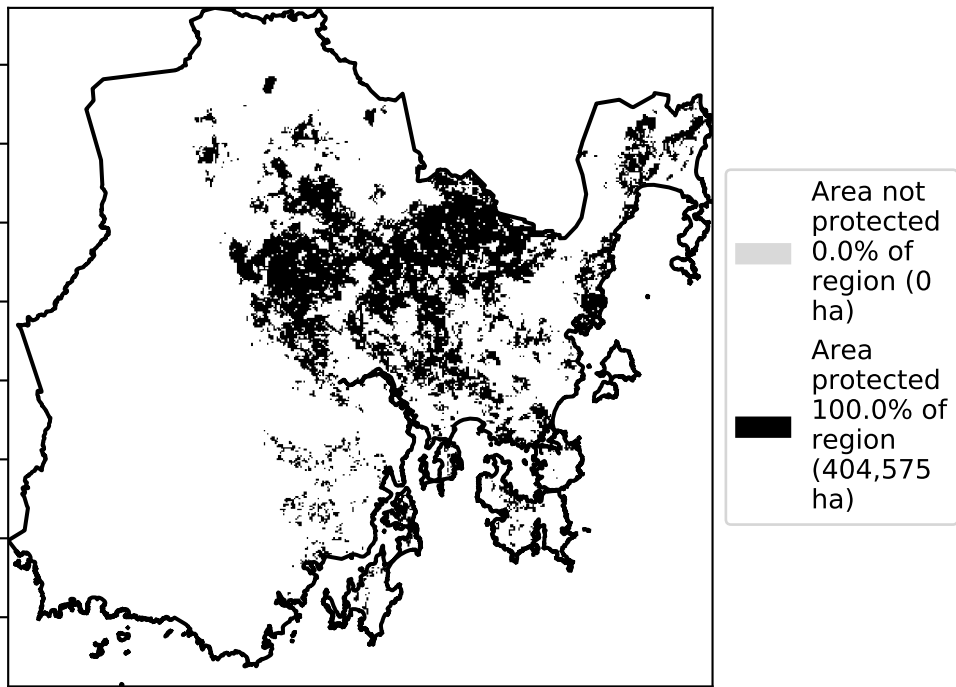 Area not
protected
0.0% of
region (0
ha)
Area
protected
100.0% of
region
(404,575
ha)